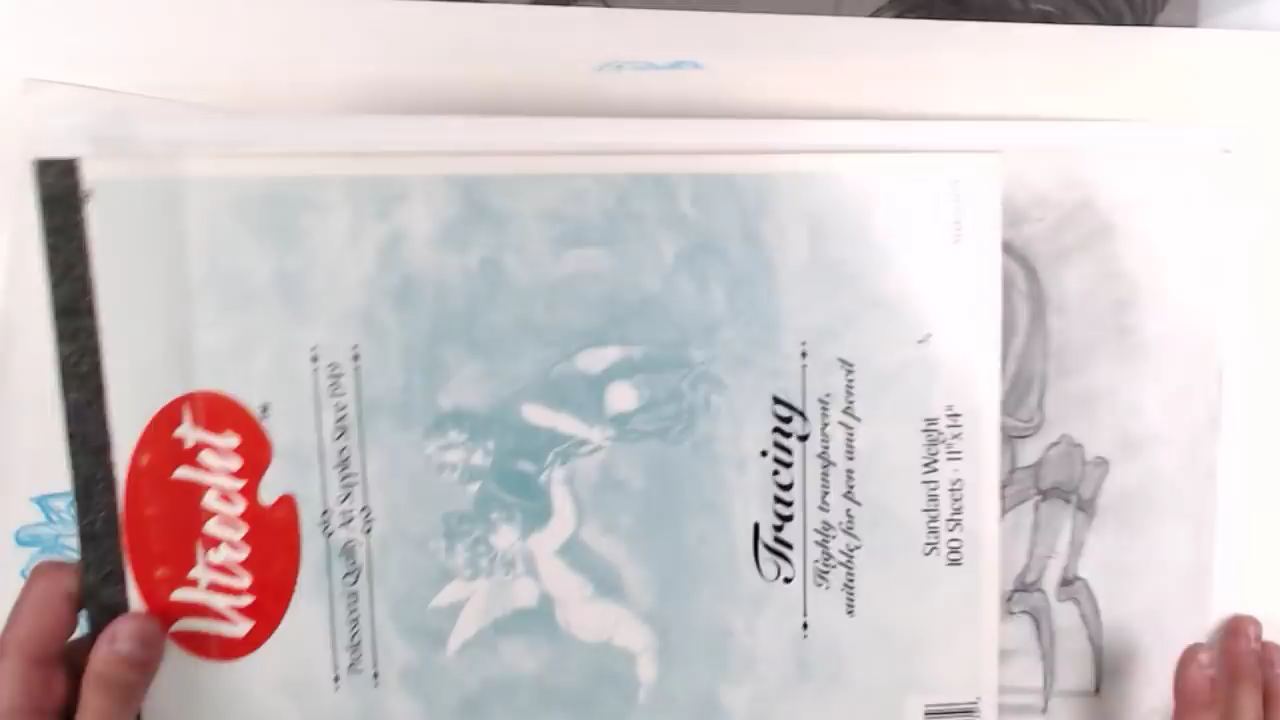 Utrecht
TM
Professional Quality Art Supplies Since 1949
Tracing
Highly transparent,
suitable for pen and pencil
Standard Weight
100 Sheets · 11"x14"